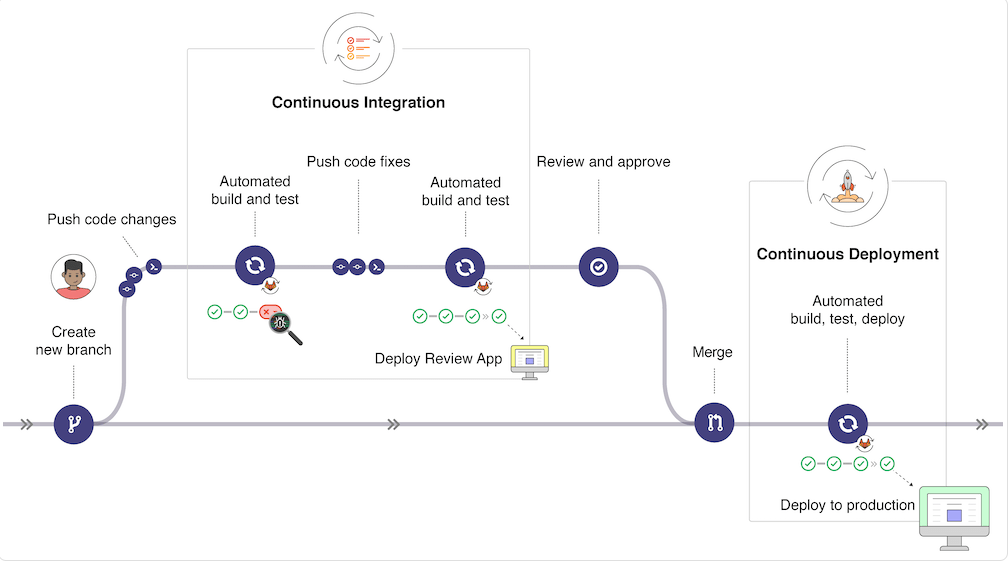 Continuous Integration
Push code fixes
Review and approve
Automated
build and test
Automated
build and test
Push code changes
Continuous Deployment
Automated
build, test, deploy
Create
new branch
Deploy Review App
Merge
Deploy to production